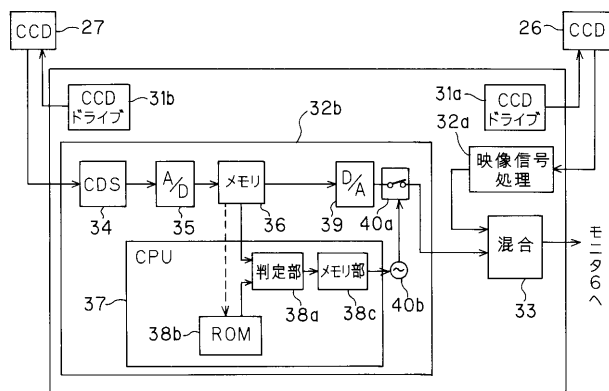 CCD
27
26
CCD
CCD
ドライブ
31b
31a
CCD
ドライブ
32b
32a
映像信号
処理
CDS
A/D
メモリ
D/A
34
35
36
39
40a
混合
33
モニタ6へ
CPU
37
判定部
メモリ部
38a
38c
40b
38b
ROM